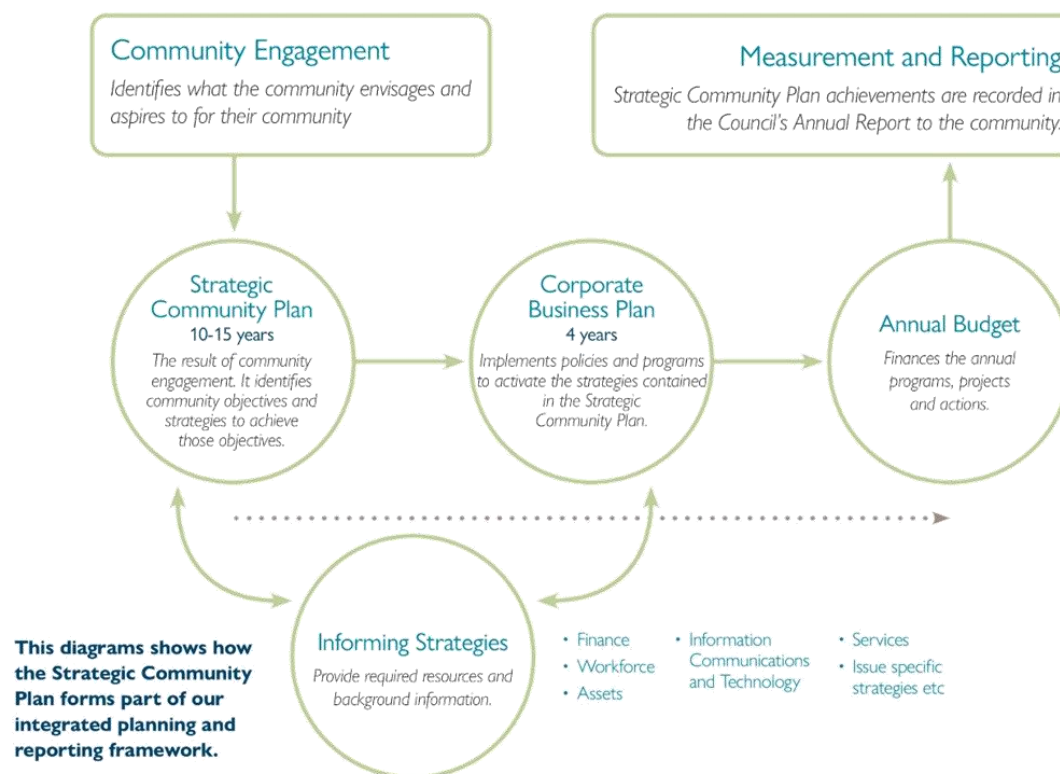 Community Engagement
Identifies what the community envisages and
aspires to for their community
Measurement and Reporting
Strategic Community Plan achievements are recorded in
the Council's Annual Report to the community.
Strategic
Community Plan
10-15 years
The result of community
engagement. It identifies
community objectives and
strategies to achieve
those objectives.
Corporate
Business Plan
4 years
Implements policies and programs
to activate the strategies contained
in the Strategic
Community Plan.
Annual Budget
Finances the annual
programs, projects
and actions.
Informing Strategies
Provide required resources and
background information.
• Finance
• Workforce
• Assets
• Information
Communications
and Technology
• Services
• Issue specific
strategies etc
This diagrams shows how
the Strategic Community
Plan forms part of our
integrated planning and
reporting framework.